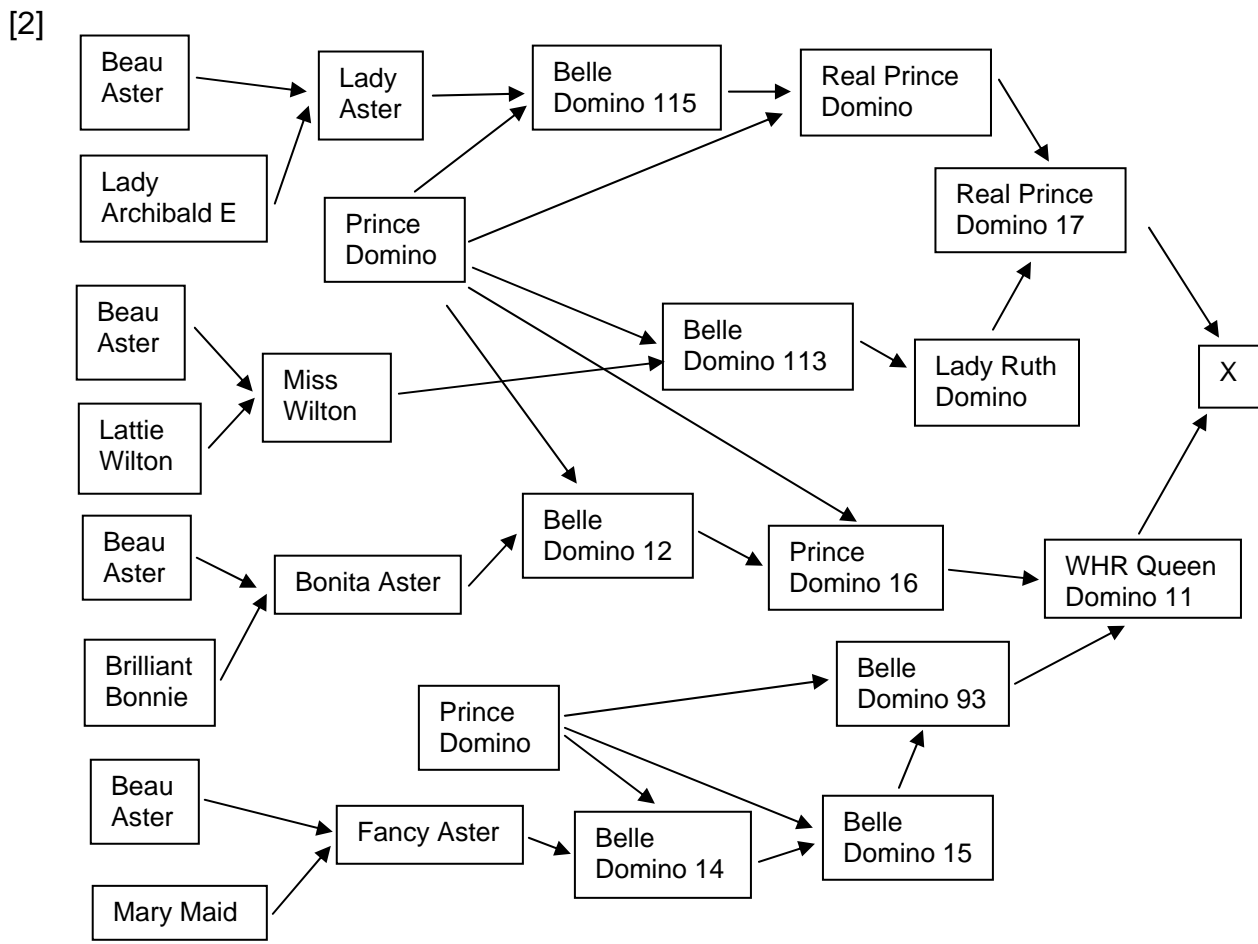 [2]
Beau
Aster
Lady
Aster
Belle
Domino 115
Real Prince
Domino
Lady
Archibald E
Prince
Domino
Real Prince
Domino 17
Beau
Aster
Lattie
Wilton
Miss
Wilton
Belle
Domino 113
Lady Ruth
Domino
X
Beau
Aster
Brilliant
Bonnie
Bonita Aster
Belle
Domino 12
Prince
Domino 16
WHR Queen
Domino 11
Prince
Domino
Belle
Domino 93
Beau
Aster
Mary Maid
Fancy Aster
Belle
Domino 14
Belle
Domino 15